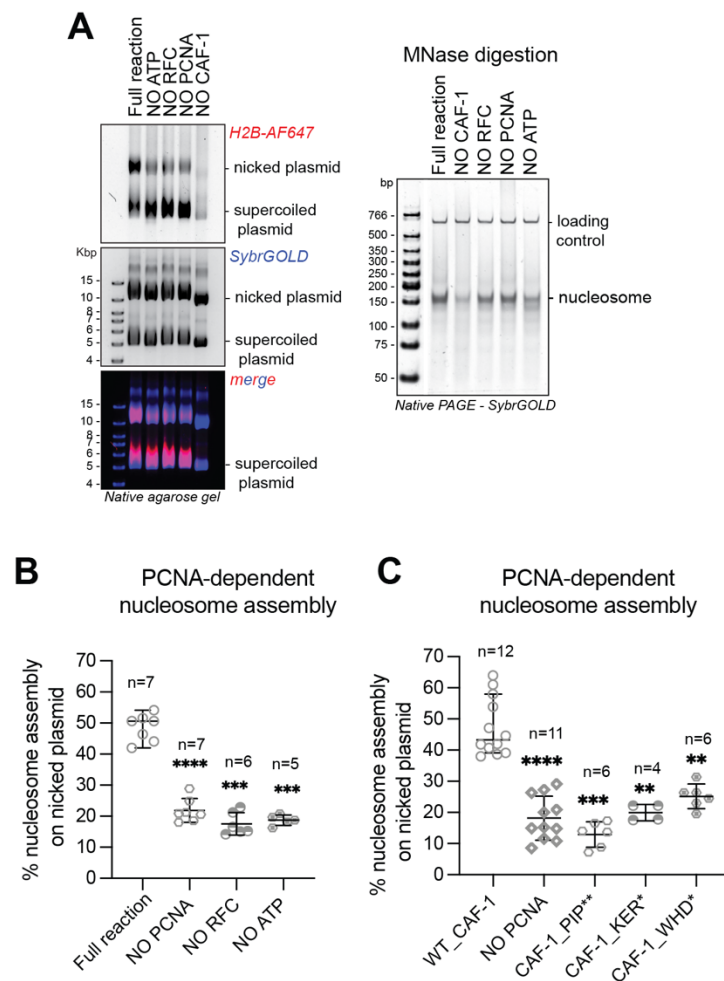 A
Full reaction
NO ATP
NO RFC
NO PCNA
NO CAF-1
H2B-AF647
nicked plasmid
supercoiled
plasmid
Kbp
SybrGOLD
15
10
8
7
6
5
4
nicked plasmid
supercoiled
plasmid
merge
15
10
8
7
6
5
4
supercoiled
plasmid
Native agarose gel
MNase digestion
Full reaction
NO CAF-1
NO RFC
NO PCNA
NO ATP
bp
766
500
350
300
250
200
150
100
75
50
loading
control
nucleosome
Native PAGE - SybrGOLD
B
PCNA-dependent
nucleosome assembly
% nucleosome assembly
on nicked plasmid
70
60
50
40
30
20
10
0
n=7
n=7
****
n=6
***
n=5
***
Full reaction
NO PCNA
NO RFC
NO ATP
C
PCNA-dependent
nucleosome assembly
% nucleosome assembly
on nicked plasmid
70
60
50
40
30
20
10
0
n=12
n=11
****
n=6
***
n=4
**
n=6
**
WT_CAF-1
NO PCNA
CAF-1_PIP**
CAF-1_KER*
CAF-1_WHD*